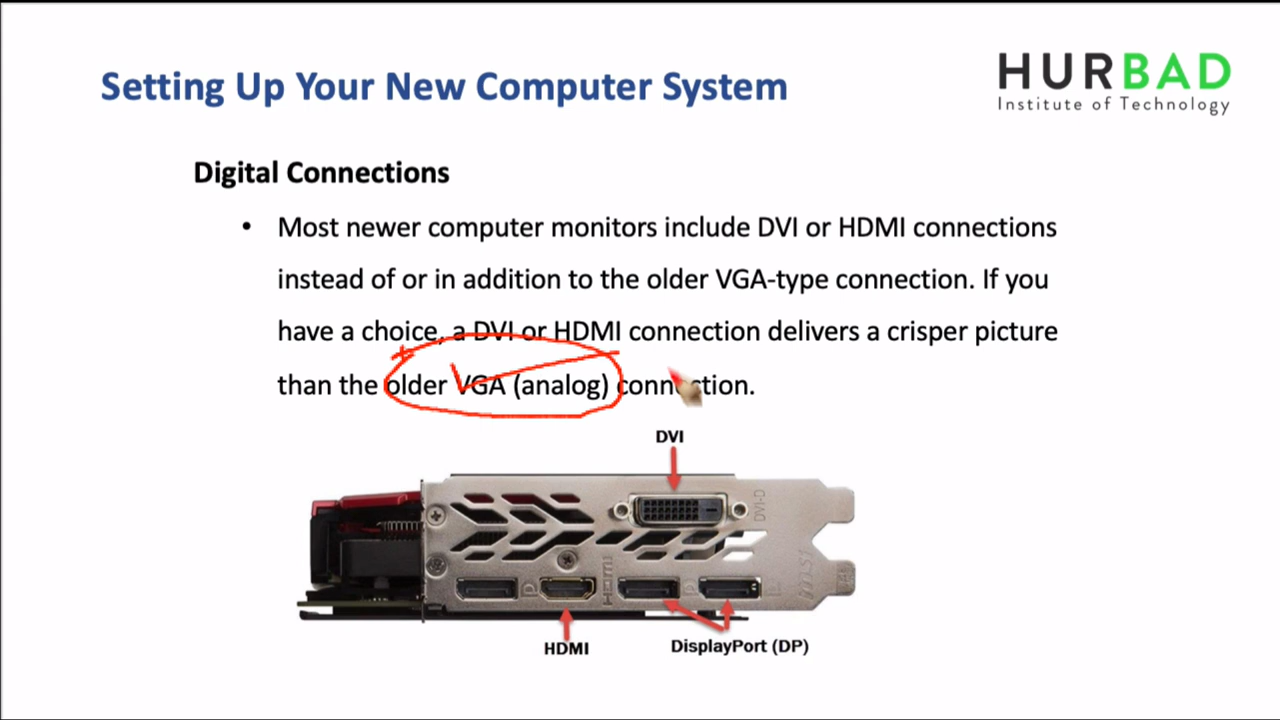 Setting Up Your New Computer System
HURBAD
Institute of Technology
Digital Connections
• Most newer computer monitors include DVI or HDMI connections
instead of or in addition to the older VGA-type connection. If you
have a choice, a DVI or HDMI connection delivers a crisper picture
than the older VGA (analog) connection.
DVI
DVI-D
HDMI
msi
HDMI
DisplayPort (DP)